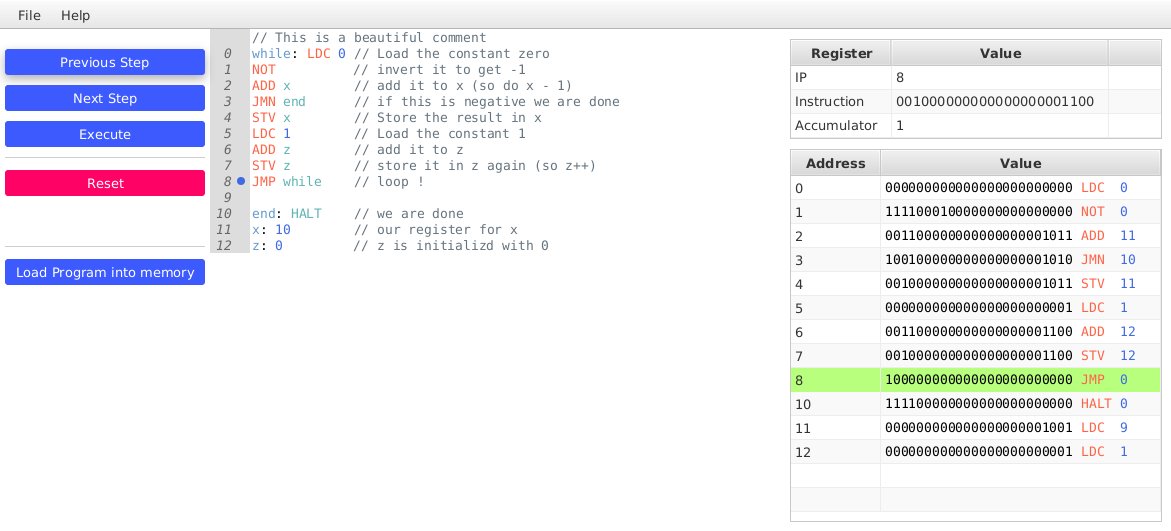 File Help
Previous Step
Next Step
Execute
Reset
Load Program into memory
// This is a beautiful comment
0 while: LDC 0 // Load the constant zero
1 NOT // invert it to get -1
2 ADD x // add it to x (so do x - 1)
3 JMN end // if this is negative we are done
4 STV x // Store the result in x
5 LDC 1 // Load the constant 1
6 ADD z // add it to z
7 STV z // store it in z again (so z++)
8 JMP while // loop !
9
10 end: HALT // we are done
11 x: 10 // our register for x
12 z: 0 // z is initializd with 0
Register Value
IP 8
Instruction 001000000000000000001100
Accumulator 1
Address Value
0 000000000000000000000000 LDC 0
1 111100010000000000000000 NOT 0
2 001100000000000000001011 ADD 11
3 100100000000000000001010 JMN 10
4 001000000000000000001011 STV 11
5 000000000000000000000001 LDC 1
6 001100000000000000001100 ADD 12
7 001000000000000000001100 STV 12
8 100000000000000000000000 JMP 0
10 111100000000000000000000 HALT 0
11 000000000000000000001001 LDC 9
12 000000000000000000000001 LDC 1